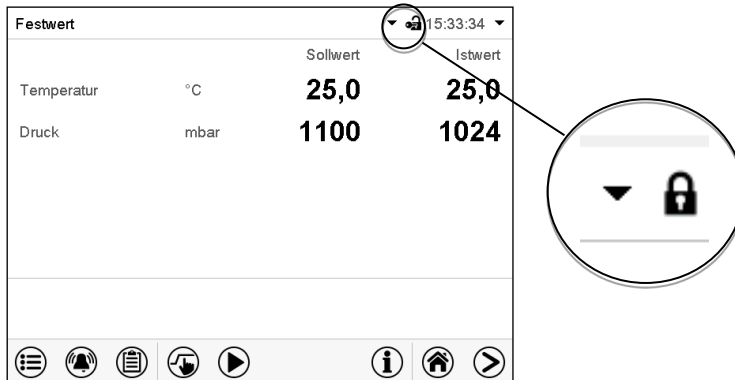 Festwert 15:33:34
Sollwert Istwert
Temperatur °C 25,0 25,0
Druck mbar 1100 1024